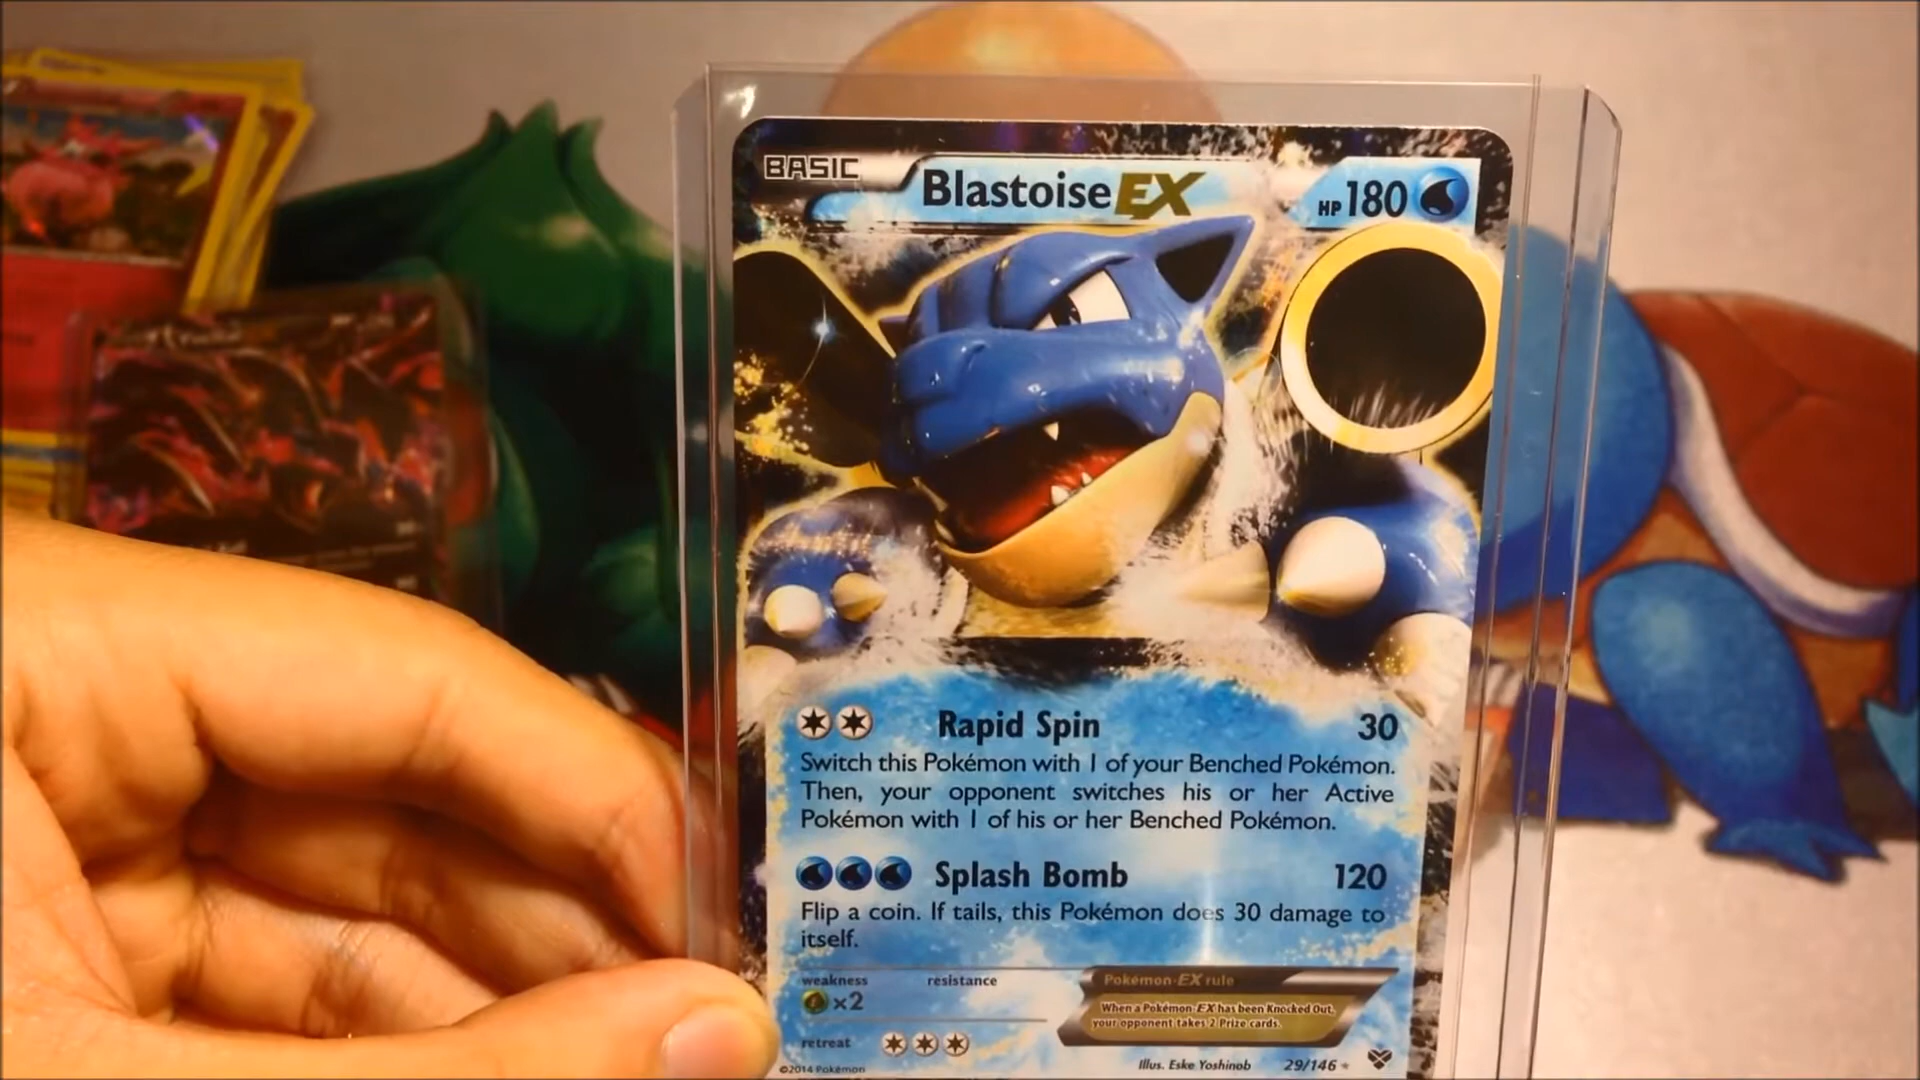 BASIC
Blastoise EX
HP 180
Rapid Spin 30
Switch this Pokémon with 1 of your Benched Pokémon.
Then, your opponent switches his or her Active
Pokémon with 1 of his or her Benched Pokémon.
Splash Bomb 120
Flip a coin. If tails, this Pokémon does 30 damage to
itself.
weakness resistance
×2
Pokémon-EX rule
When a Pokémon-EX has been Knocked Out,
your opponent takes 2 Prize cards.
retreat
Illus. Eske Yoshinob 29/146
©2014 Pokémon